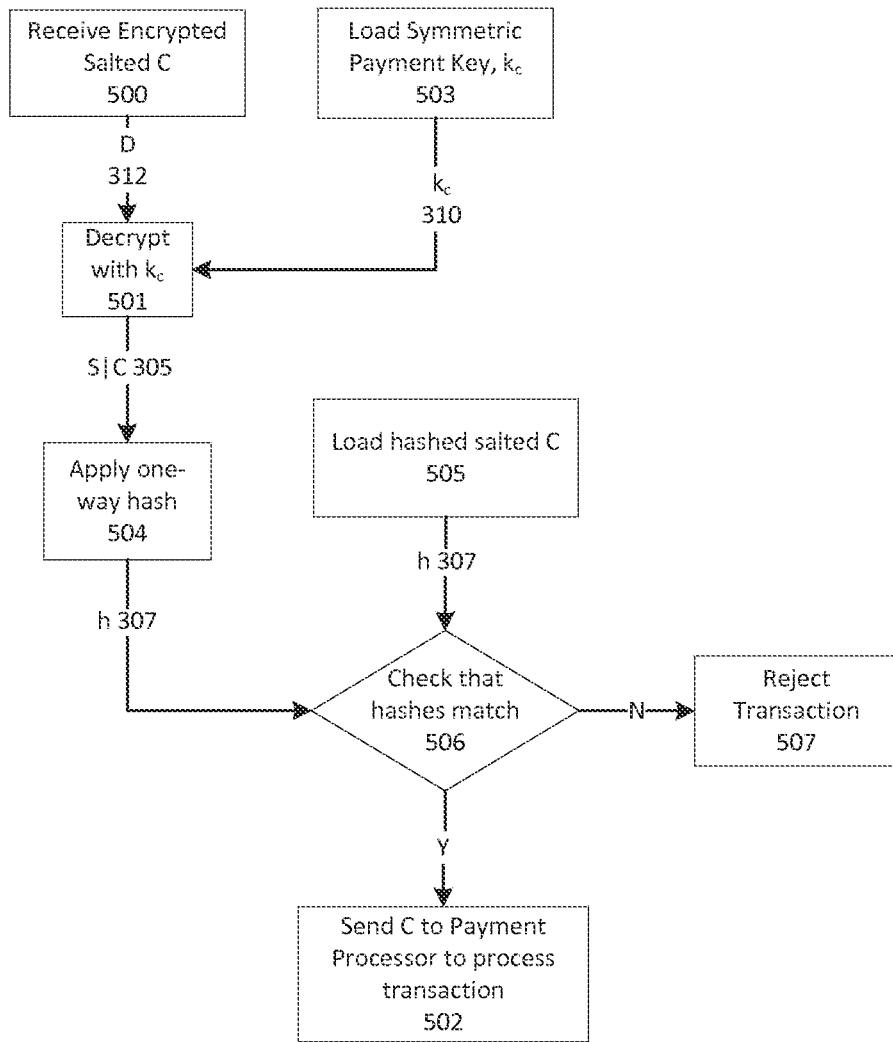 Receive Encrypted
Salted C
500
Load Symmetric
Payment Key, kc
503
D
312
kc
310
Decrypt
with kc
501
S|C 305
Apply one-
way hash
504
Load hashed salted C
505
h 307
h 307
Check that
hashes match
506
N
Reject
Transaction
507
Y
Send C to Payment
Processor to process
transaction
502